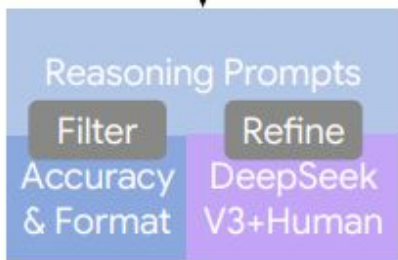 Reasoning Prompts
Filter
Refine
Accuracy
& Format
DeepSeek
V3+Human